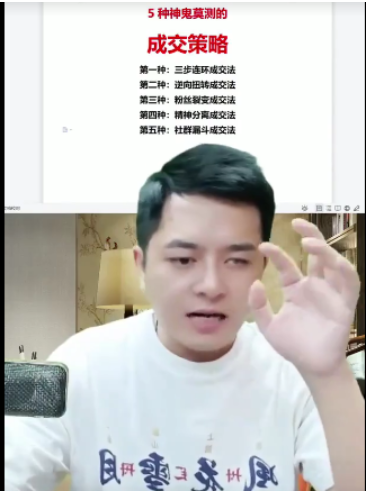 5 种神鬼莫测的
成交策略
第一种：三步连环成交法
第二种：逆向扭转成交法
第三种：粉丝裂变成交法
第四种：精神分离成交法
第五种：社群漏斗成交法